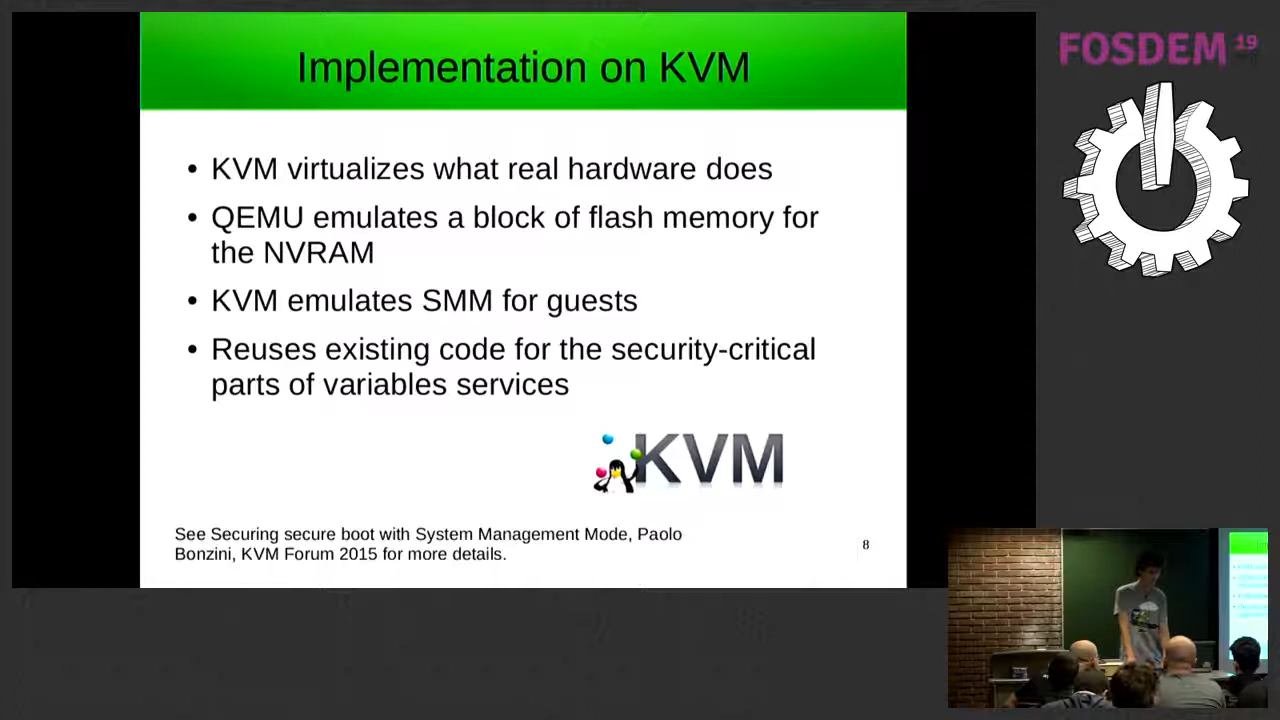 Implementation on KVM
• KVM virtualizes what real hardware does
• QEMU emulates a block of flash memory for
the NVRAM
• KVM emulates SMM for guests
• Reuses existing code for the security-critical
parts of variables services
KVM
See Securing secure boot with System Management Mode, Paolo
Bonzini, KVM Forum 2015 for more details.
8
FOSDEM 19